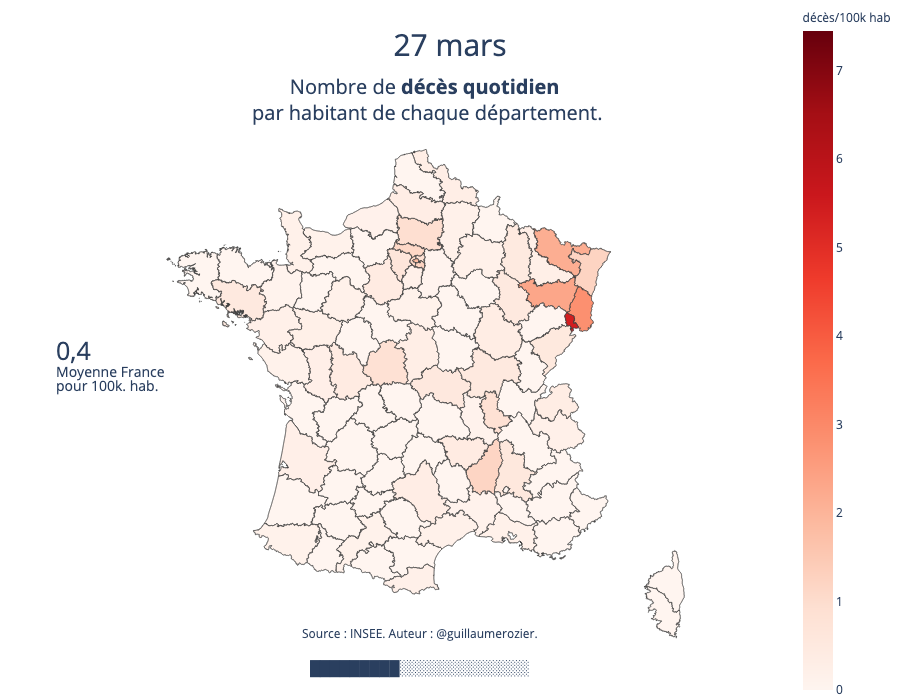 décès/100k hab
27 mars
Nombre de décès quotidien
par habitant de chaque département.
7
6
5
4
3
2
1
0
0,4
Moyenne France
pour 100k. hab.
Source : INSEE. Auteur : @guillaumerozier.